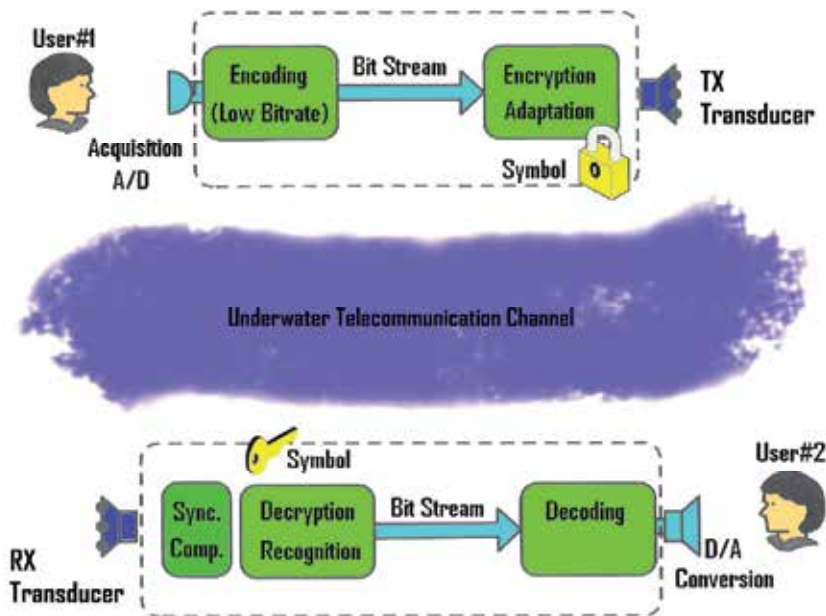 User#1
Encoding
(Low Bitrate)
Bit Stream
Encryption
Adaptation
TX
Transducer
Acquisition
A/D
Symbol
Underwater Telecommunication Channel
Symbol
User#2
Sync.
Comp.
Decryption
Recognition
Bit Stream
Decoding
RX
Transducer
D/A
Conversion